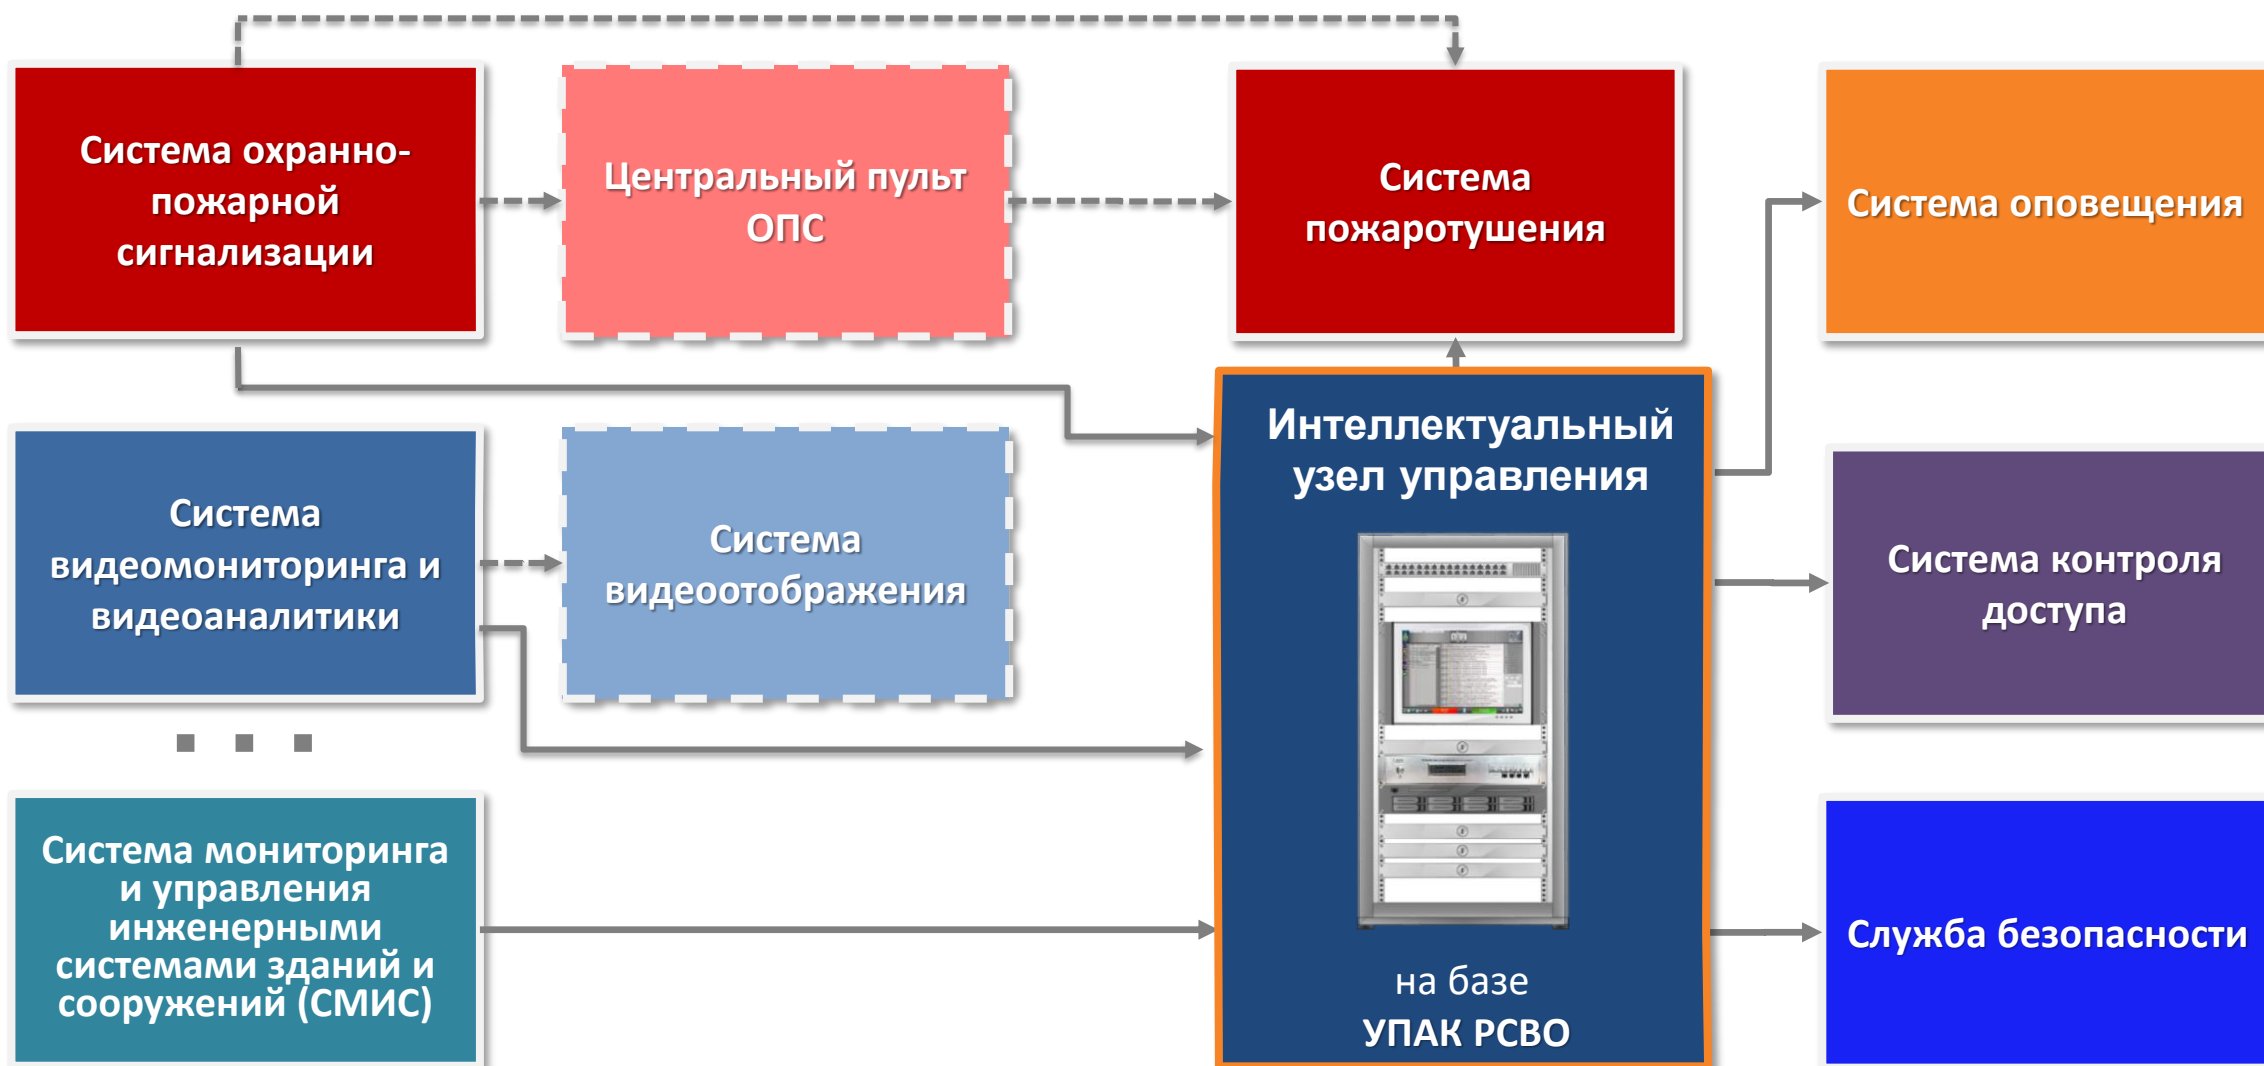 Система охранно-
пожарной
сигнализации
Центральный пульт
ОПС
Система
пожаротушения
Система оповещения
Система
видеомониторинга и
видеоаналитики
Система
видеоотображения
Интеллектуальный
узел управления
на базе
УПАК РСВО
Система контроля
доступа
Система мониторинга
и управления
инженерными
системами зданий и
сооружений (СМИС)
Служба безопасности